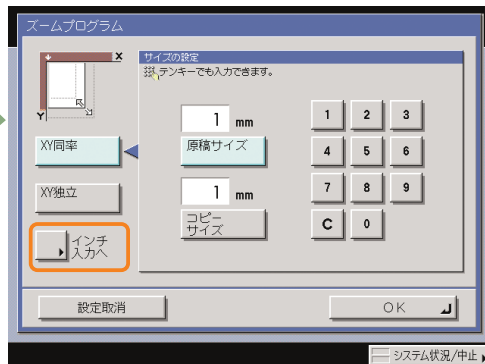 ズームプログラム
X
Y
サイズの設定
テンキーでも入力できます。
XY同率
XY独立
インチ
入力へ
1 mm
原稿サイズ
1 mm
コピー
サイズ
1 2 3
4 5 6
7 8 9
C 0
設定取消
OK
システム状況/中止